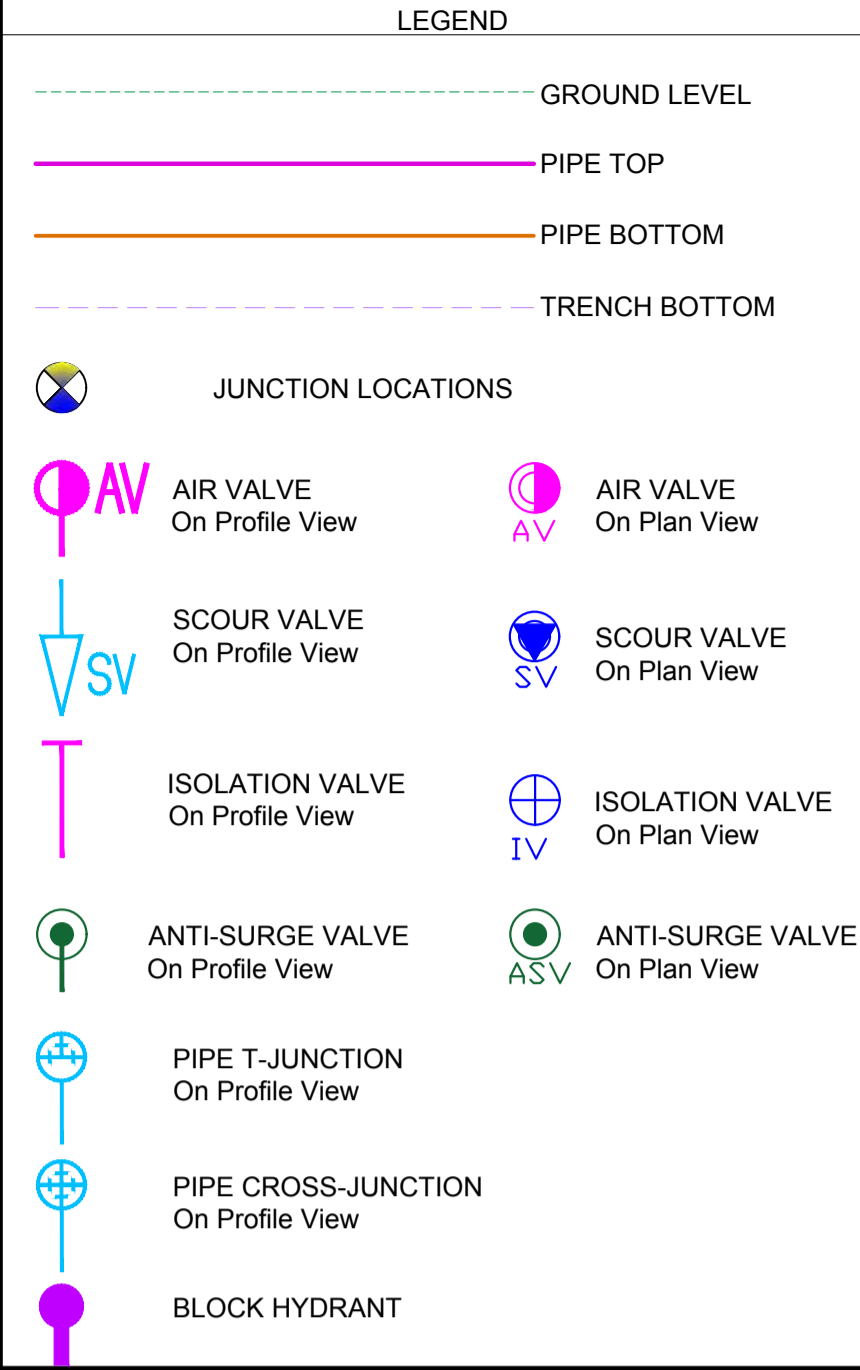 LEGEND
GROUND LEVEL
PIPE TOP
PIPE BOTTOM
TRENCH BOTTOM
JUNCTION LOCATIONS
AV
AIR VALVE
On Profile View
AV
AIR VALVE
On Plan View
SV
SCOUR VALVE
On Profile View
SV
SCOUR VALVE
On Plan View
ISOLATION VALVE
On Profile View
IV
ISOLATION VALVE
On Plan View
ANTI-SURGE VALVE
On Profile View
ASV
ANTI-SURGE VALVE
On Plan View
PIPE T-JUNCTION
On Profile View
PIPE CROSS-JUNCTION
On Profile View
BLOCK HYDRANT